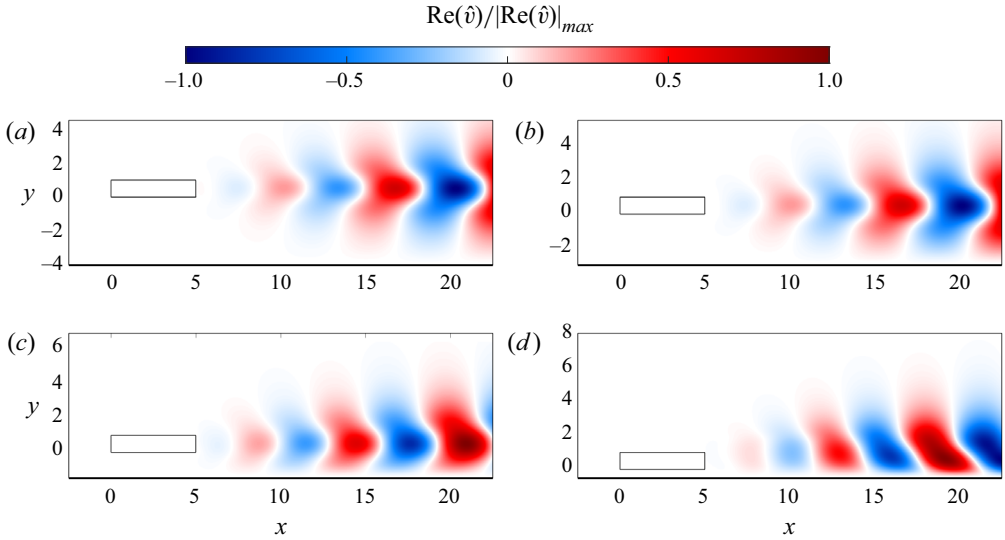 Re(v̂)/|Re(v̂)|max
−1.0 −0.5 0 0.5 1.0
(a) (b)
4 4
2 2
y 0 0
−2 −2
−4
0 5 10 15 20 0 5 10 15 20
(c) (d)
8
6 6
4 4
y 2 2
0 0
0 5 10 15 20 0 5 10 15 20
x x